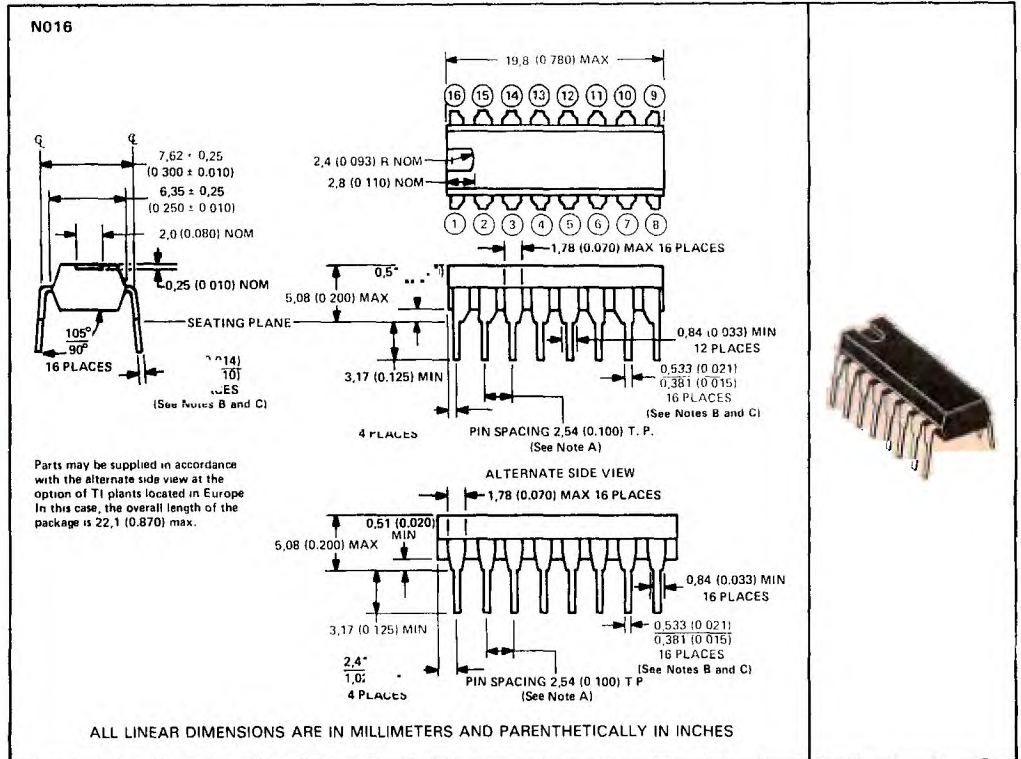 N016
19,8 (0 780) MAX
16 15 14 13 12 11 10 9
℄ ℄
7,62 ± 0,25
(0 300 ± 0.010)
6,35 ± 0,25
(0 250 ± 0 010)
2,0 (0.080) NOM
0,25 (0 010) NOM
2,4 (0 093) R NOM
2,8 (0 110) NOM
1 2 3 4 5 6 7 8
1,78 (0.070) MAX 16 PLACES
5,08 (0 200) MAX
SEATING PLANE
105°
90°
16 PLACES
(See Notes B and C)
3,17 (0.125) MIN
0,84 (0 033) MIN
12 PLACES
0,533 (0 021)
0,381 (0 015)
16 PLACES
(See Notes B and C)
4 PLACES
PIN SPACING 2,54 (0.100) T. P.
(See Note A)
Parts may be supplied in accordance
with the alternate side view at the
option of TI plants located in Europe
In this case, the overall length of the
package is 22,1 (0.870) max.
ALTERNATE SIDE VIEW
1,78 (0.070) MAX 16 PLACES
0,51 (0.020)
MIN
5,08 (0.200) MAX
0,84 (0.033) MIN
16 PLACES
3,17 (0 125) MIN
0,533 (0 021)
0,381 (0 015)
16 PLACES
(See Notes B and C)
4 PLACES
PIN SPACING 2,54 (0 100) T P
(See Note A)
ALL LINEAR DIMENSIONS ARE IN MILLIMETERS AND PARENTHETICALLY IN INCHES